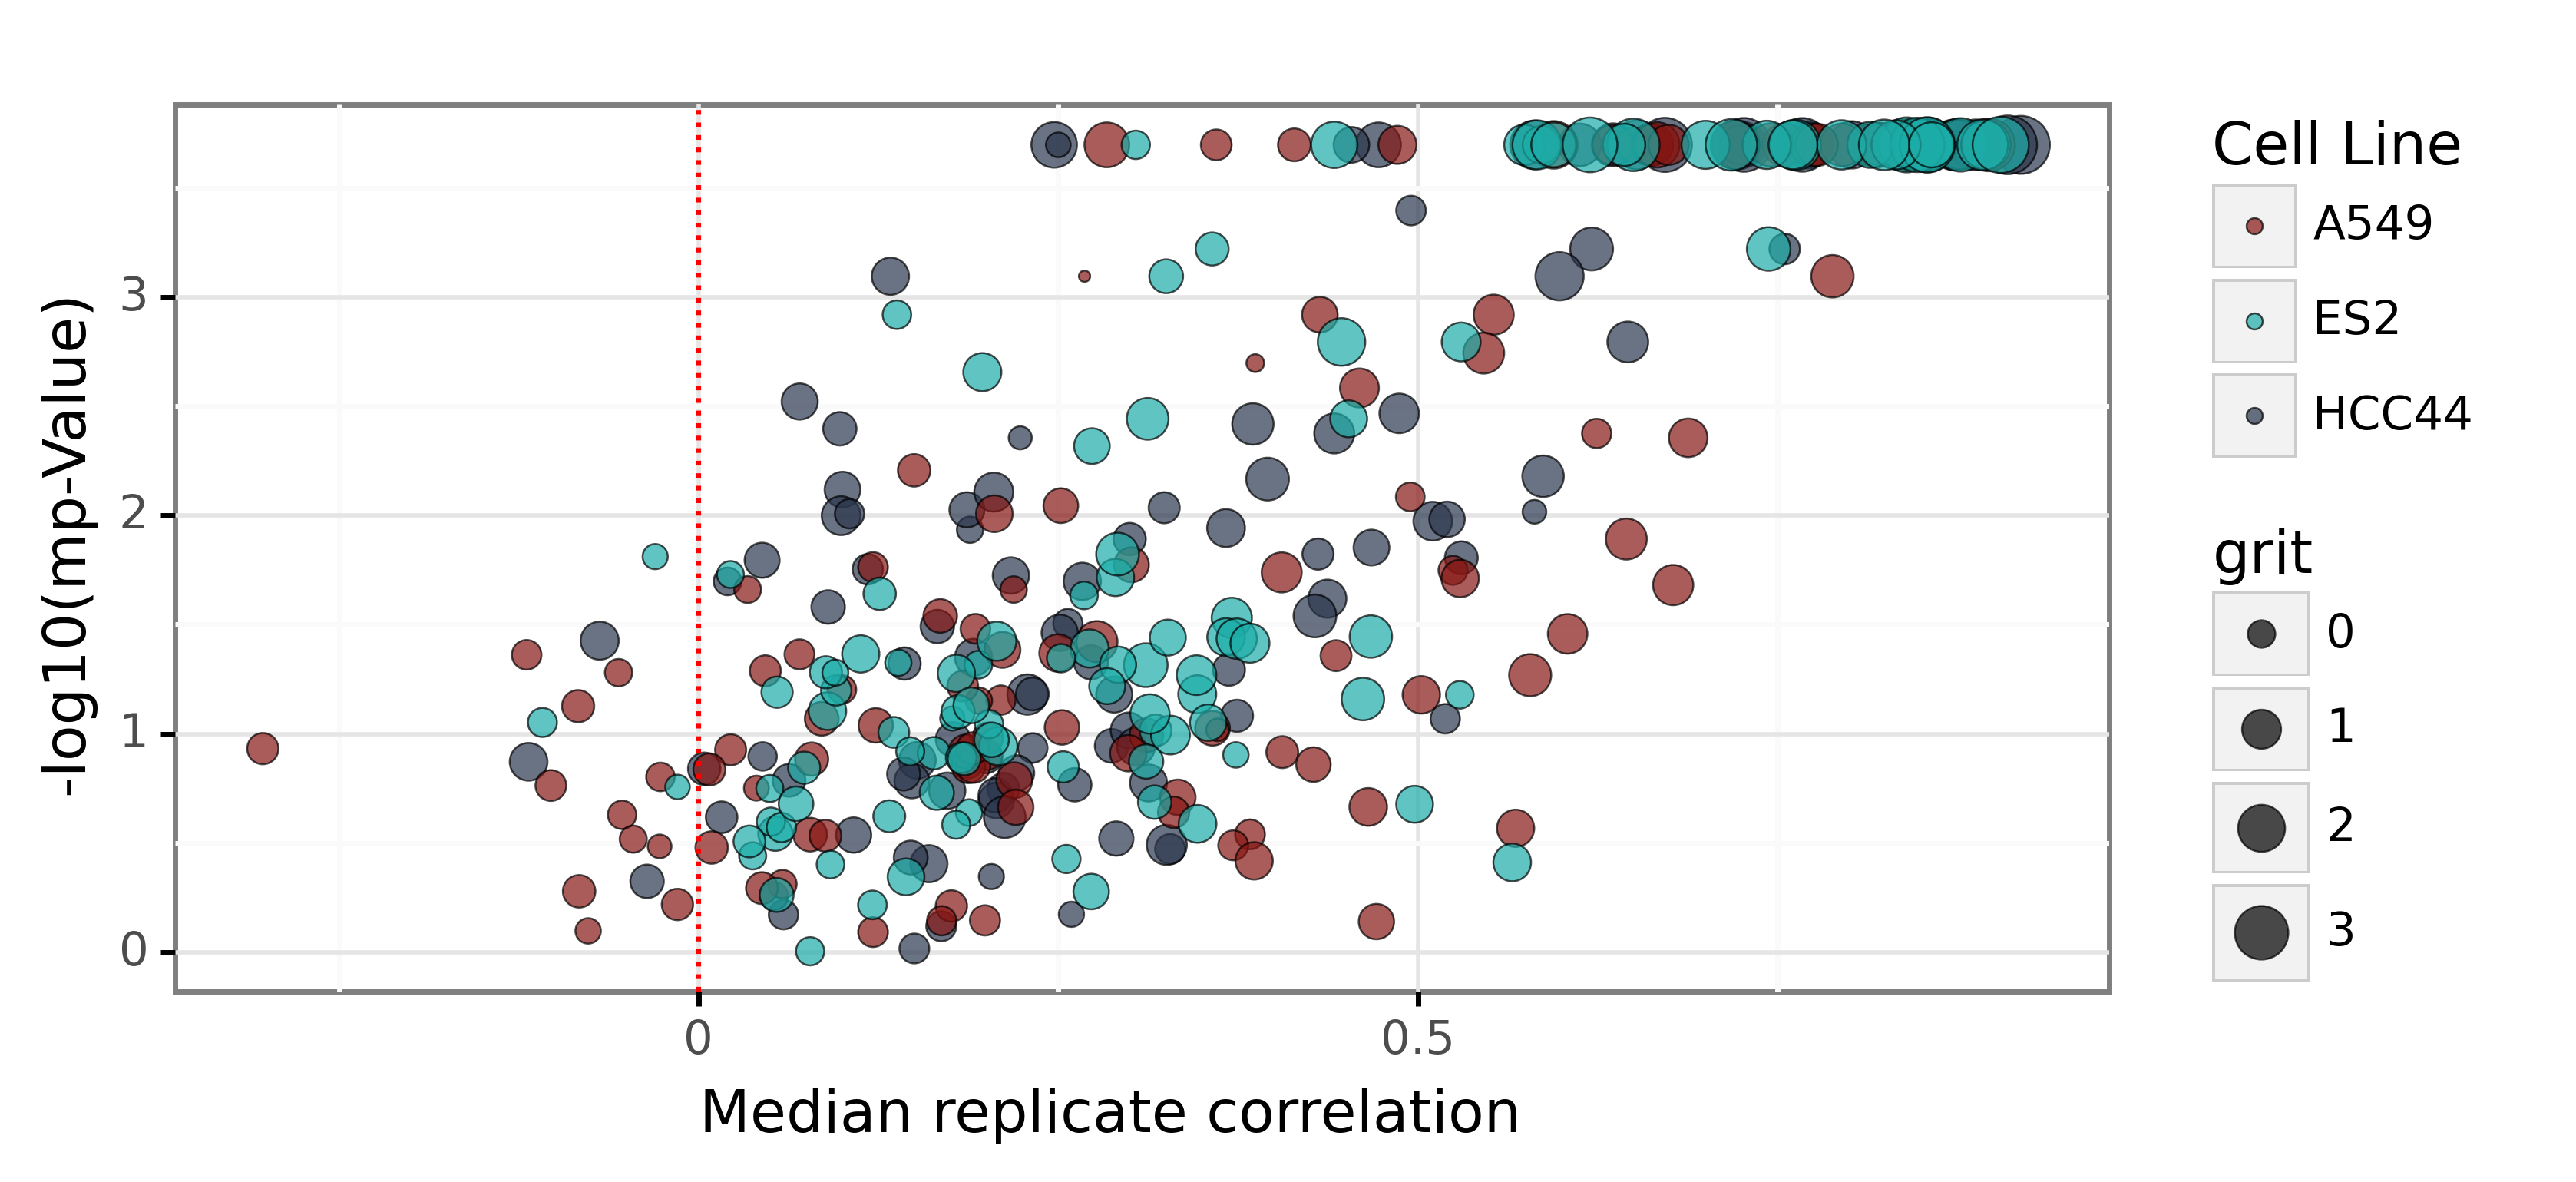 -log10(mp-Value)
3
2
1
0
0
0.5
Median replicate correlation
Cell Line
A549
ES2
HCC44
grit
0
1
2
3